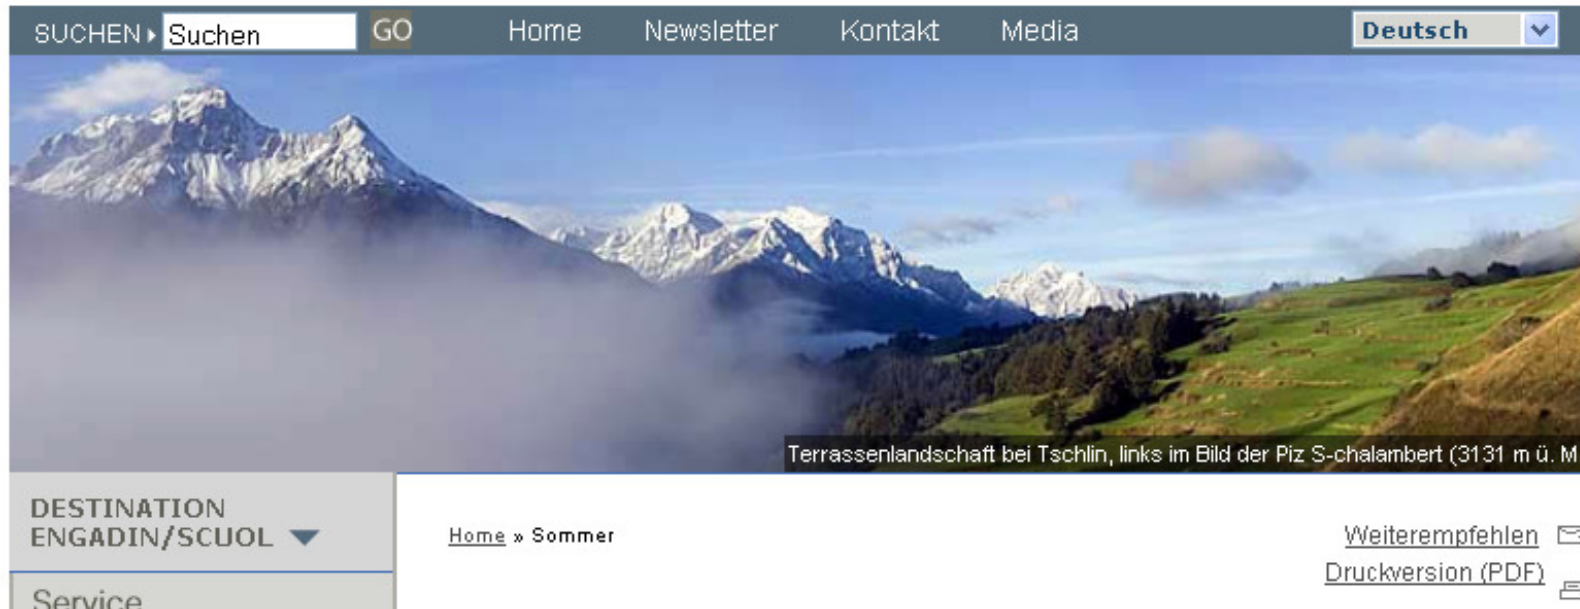 SUCHEN Suchen GO Home Newsletter Kontakt Media Deutsch
Terrassenlandschaft bei Tschlin, links im Bild der Piz S-chalambert (3131 m ü. M
DESTINATION
ENGADIN/SCUOL
Home » Sommer
Weiterempfehlen
Druckversion (PDF)
Service